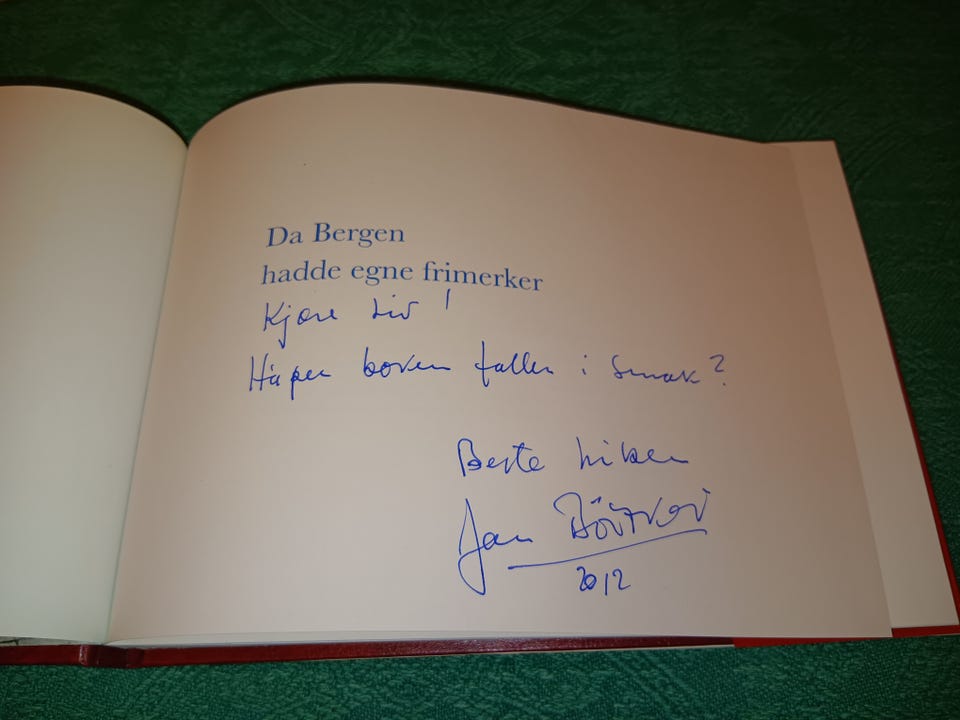 Da Bergen
hadde egne frimerker
Kjære Liv!
Håper boken faller i smak?
Beste hilsen
Jan
2012